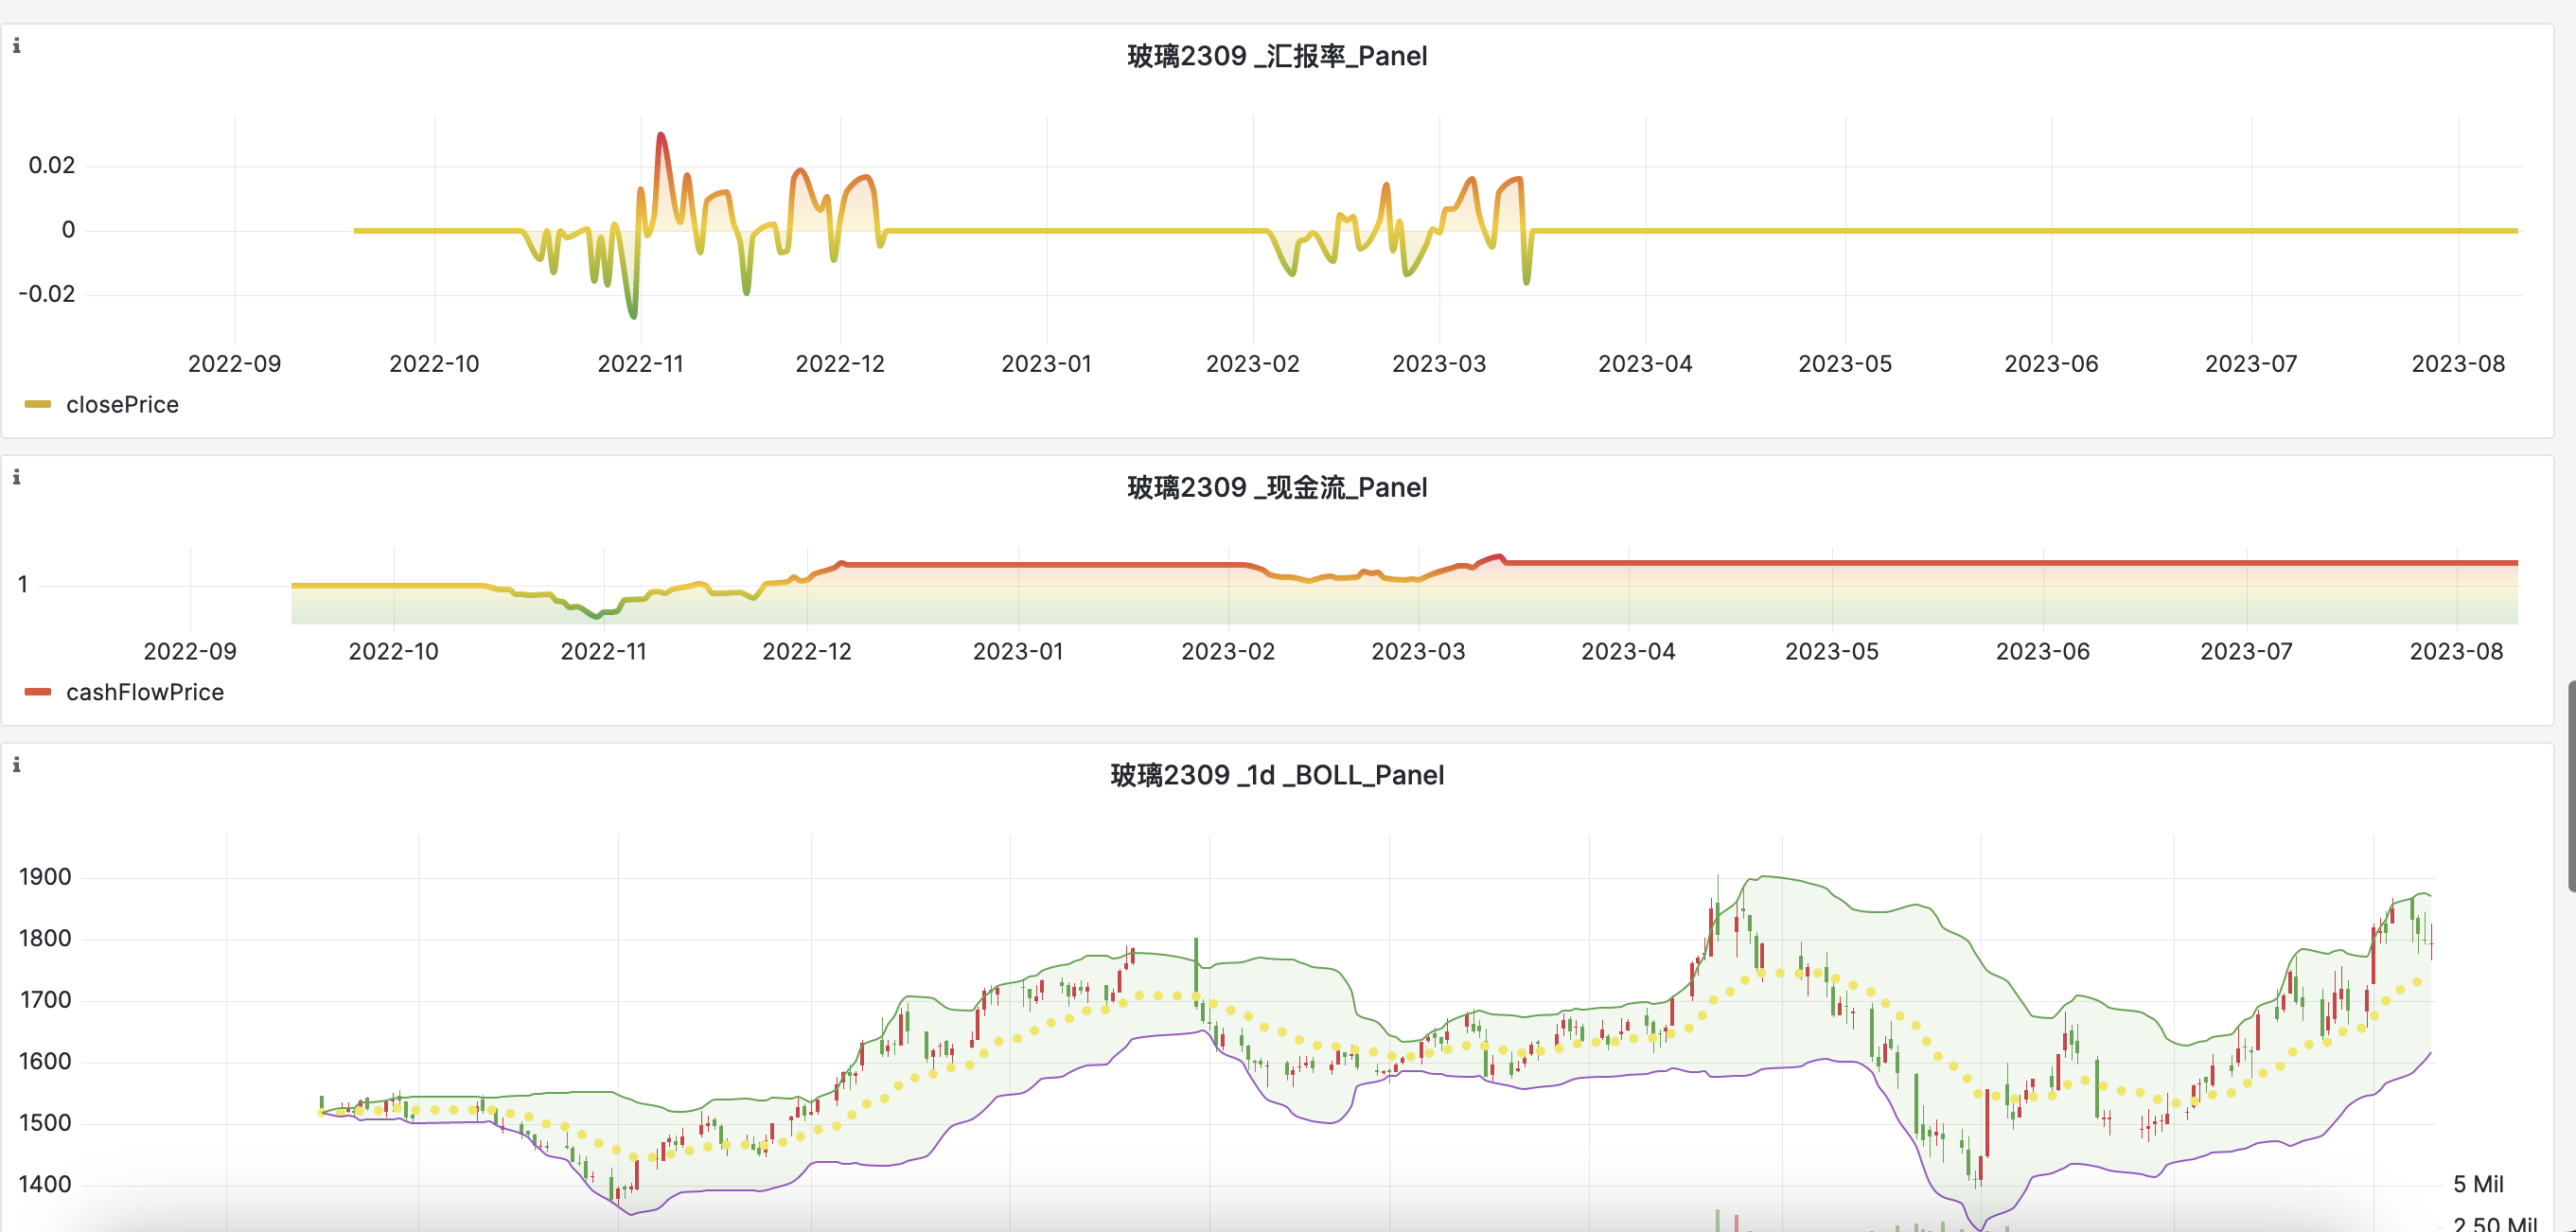 玻璃2309 _汇报率_Panel
0.02
0
-0.02
2022-09 2022-10 2022-11 2022-12 2023-01 2023-02 2023-03 2023-04 2023-05 2023-06 2023-07 2023-08
closePrice
玻璃2309 _现金流_Panel
1
2022-09 2022-10 2022-11 2022-12 2023-01 2023-02 2023-03 2023-04 2023-05 2023-06 2023-07 2023-08
cashFlowPrice
玻璃2309 _1d _BOLL_Panel
1900
1800
1700
1600
1500
1400
5 Mil
2.50 Mil